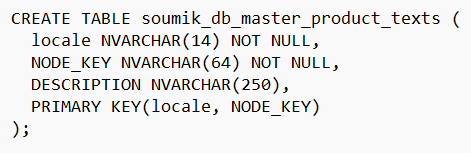 CREATE TABLE soumik_db_master_product_texts (
  locale NVARCHAR(14) NOT NULL,
  NODE_KEY NVARCHAR(64) NOT NULL,
  DESCRIPTION NVARCHAR(250),
  PRIMARY KEY(locale, NODE_KEY)
);